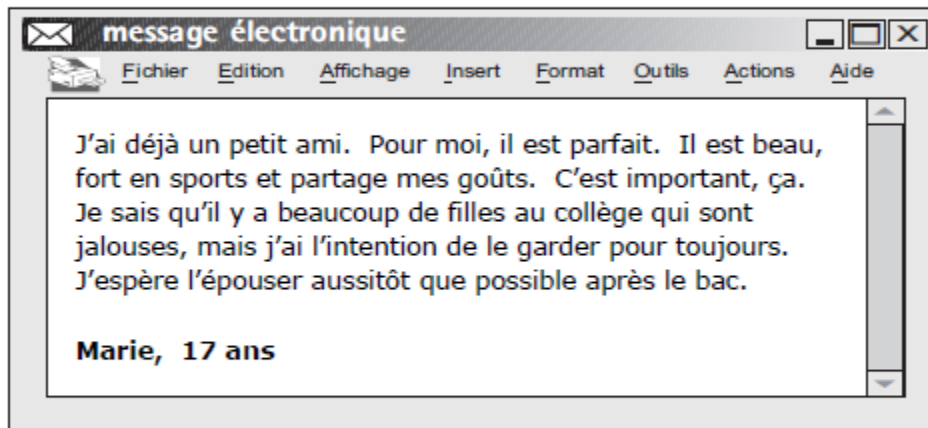 message électronique
Fichier Edition Affichage Insert Format Outils Actions Aide
J'ai déjà un petit ami. Pour moi, il est parfait. Il est beau,
fort en sports et partage mes goûts. C'est important, ça.
Je sais qu'il y a beaucoup de filles au collège qui sont
jalouses, mais j'ai l'intention de le garder pour toujours.
J'espère l'épouser aussitôt que possible après le bac.
Marie, 17 ans